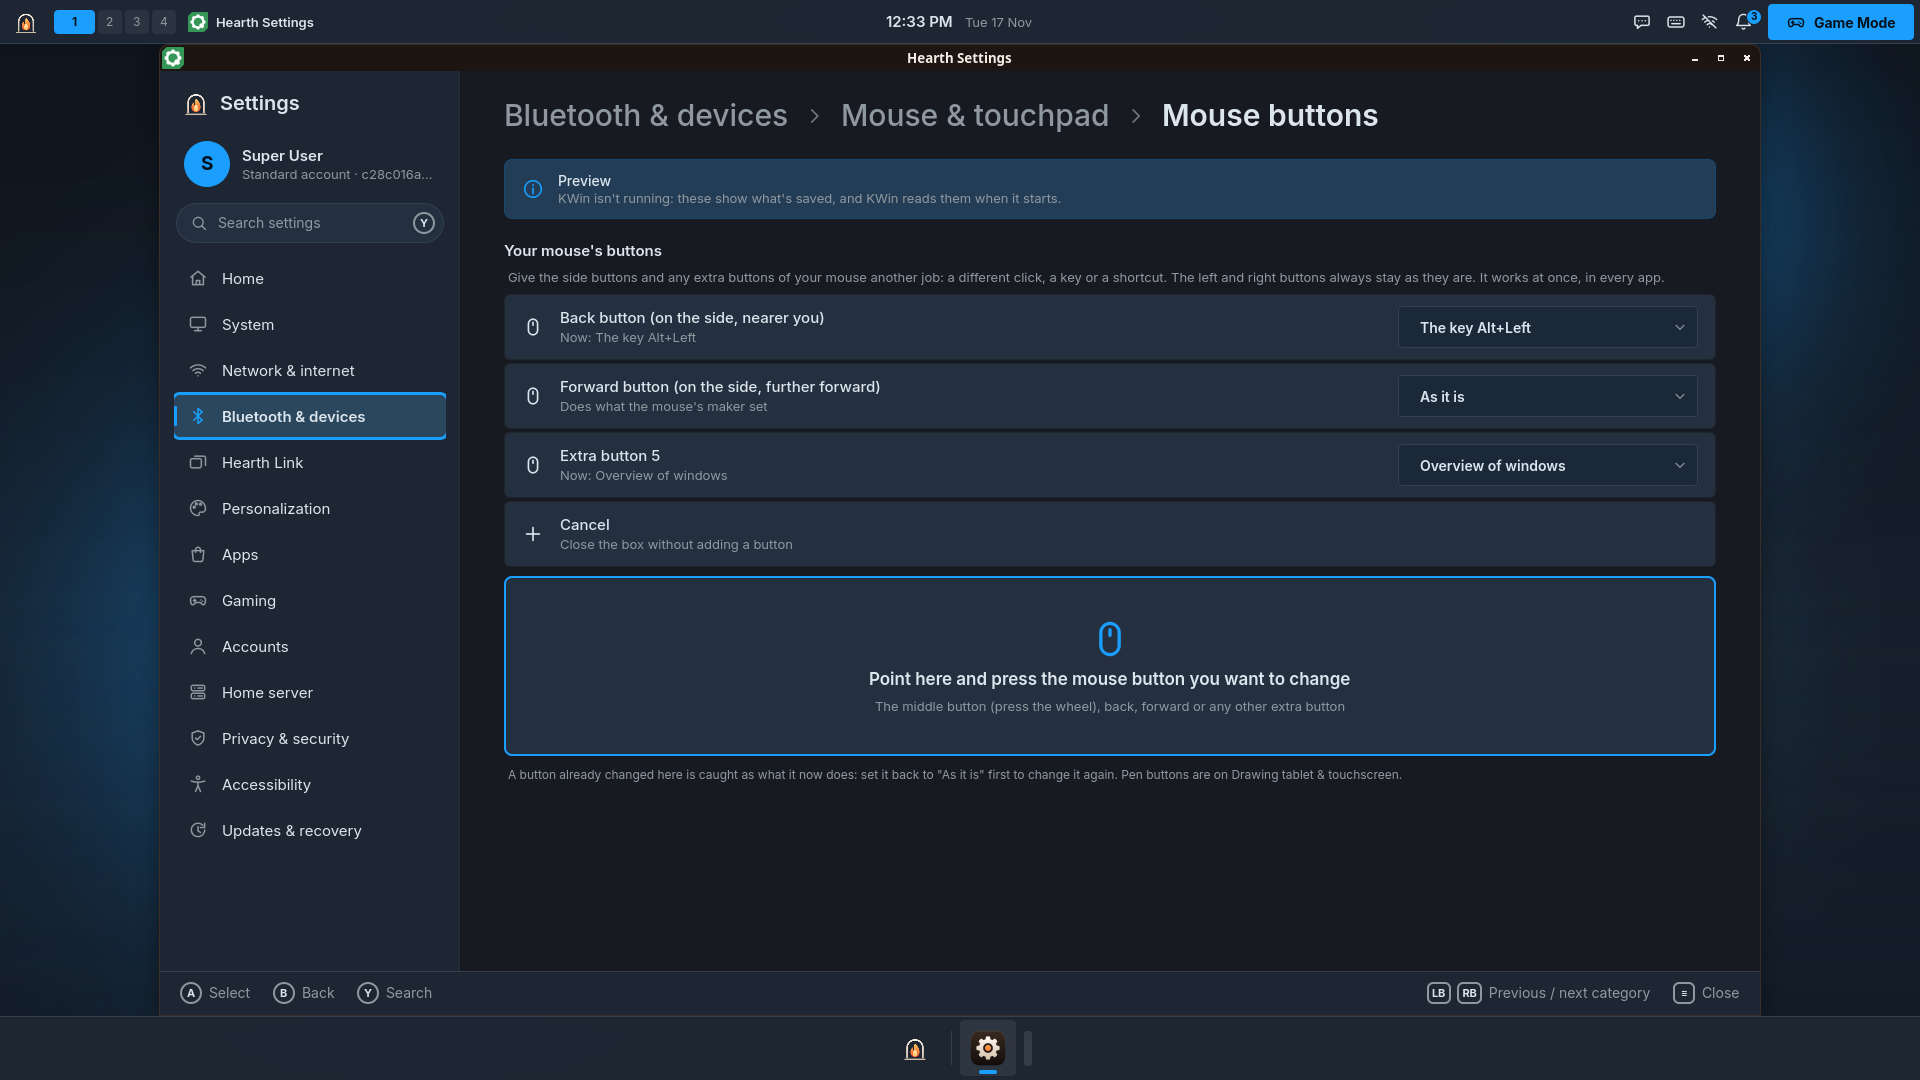 1 2 3 4 Hearth Settings 12:33 PM Tue 17 Nov 3 Game Mode
Hearth Settings
Settings
S
Super User
Standard account · c28c016a...
Search settings Y
Home
System
Network & internet
Bluetooth & devices
Hearth Link
Personalization
Apps
Gaming
Accounts
Home server
Privacy & security
Accessibility
Updates & recovery
Bluetooth & devices > Mouse & touchpad > Mouse buttons
Preview
KWin isn't running: these show what's saved, and KWin reads them when it starts.
Your mouse's buttons
Give the side buttons and any extra buttons of your mouse another job: a different click, a key or a shortcut. The left and right buttons always stay as they are. It works at once, in every app.
Back button (on the side, nearer you)
Now: The key Alt+Left
The key Alt+Left
Forward button (on the side, further forward)
Does what the mouse's maker set
As it is
Extra button 5
Now: Overview of windows
Overview of windows
Cancel
Close the box without adding a button
Point here and press the mouse button you want to change
The middle button (press the wheel), back, forward or any other extra button
A button already changed here is caught as what it now does: set it back to "As it is" first to change it again. Pen buttons are on Drawing tablet & touchscreen.
A Select B Back Y Search LB RB Previous / next category Close